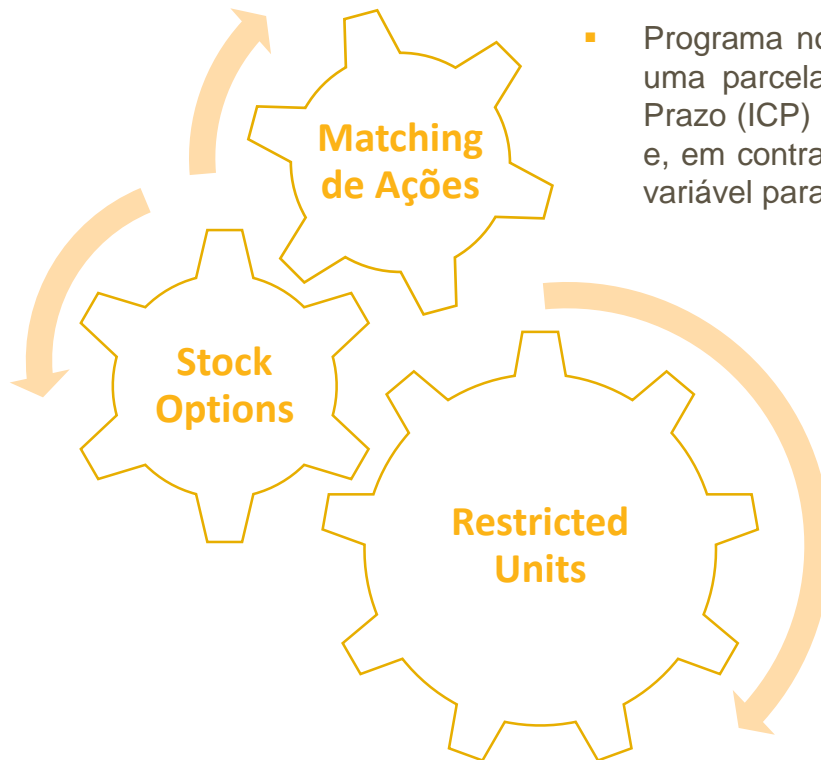 Matching
de Ações
Stock
Options
Restricted
Units
▪ Programa no
uma parcela
Prazo (ICP)
e, em contra
variável para